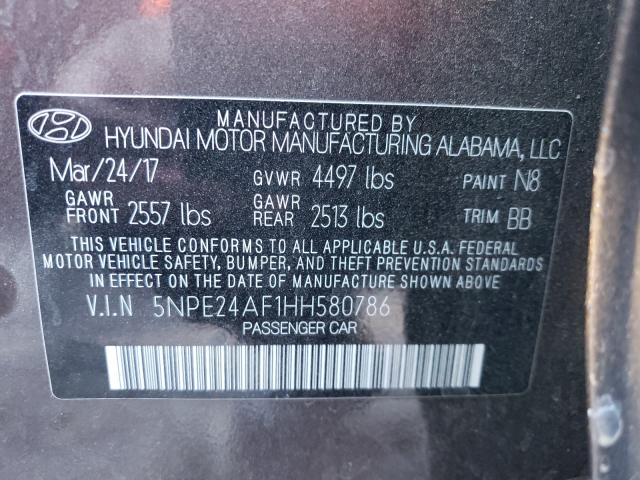 MANUFACTURED BY
HYUNDAI MOTOR MANUFACTURING ALABAMA, LLC
Mar/24/17 GVWR 4497 lbs PAINT N8
GAWR FRONT 2557 lbs GAWR REAR 2513 lbs TRIM BB
THIS VEHICLE CONFORMS TO ALL APPLICABLE U.S.A. FEDERAL
MOTOR VEHICLE SAFETY, BUMPER, AND THEFT PREVENTION STANDARDS
IN EFFECT ON THE DATE OF MANUFACTURE SHOWN ABOVE.
V.I.N 5NPE24AF1HH580786
PASSENGER CAR